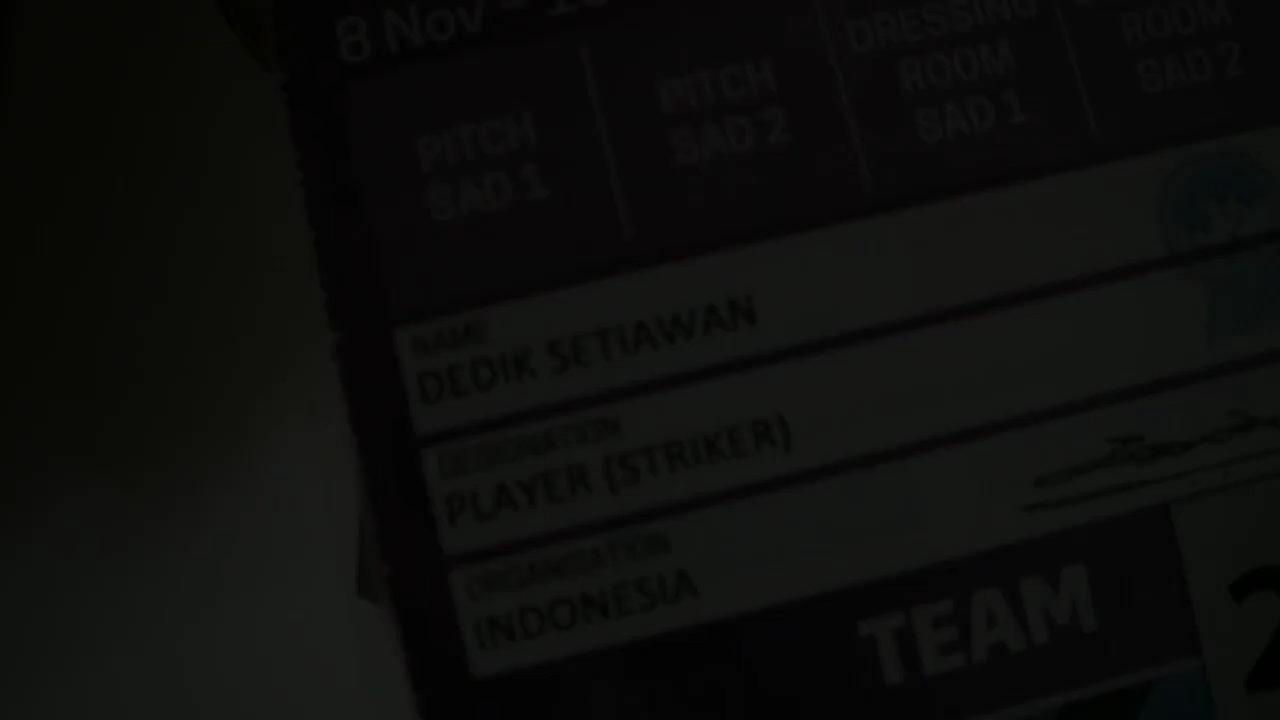 8 Nov -
PITCH SAD 1
PITCH SAD 2
DRESSING ROOM SAD 1
ROOM SAD 2
NAME
DEDIK SETIAWAN
DESIGNATION
PLAYER (STRIKER)
ORGANISATION
INDONESIA
TEAM
2